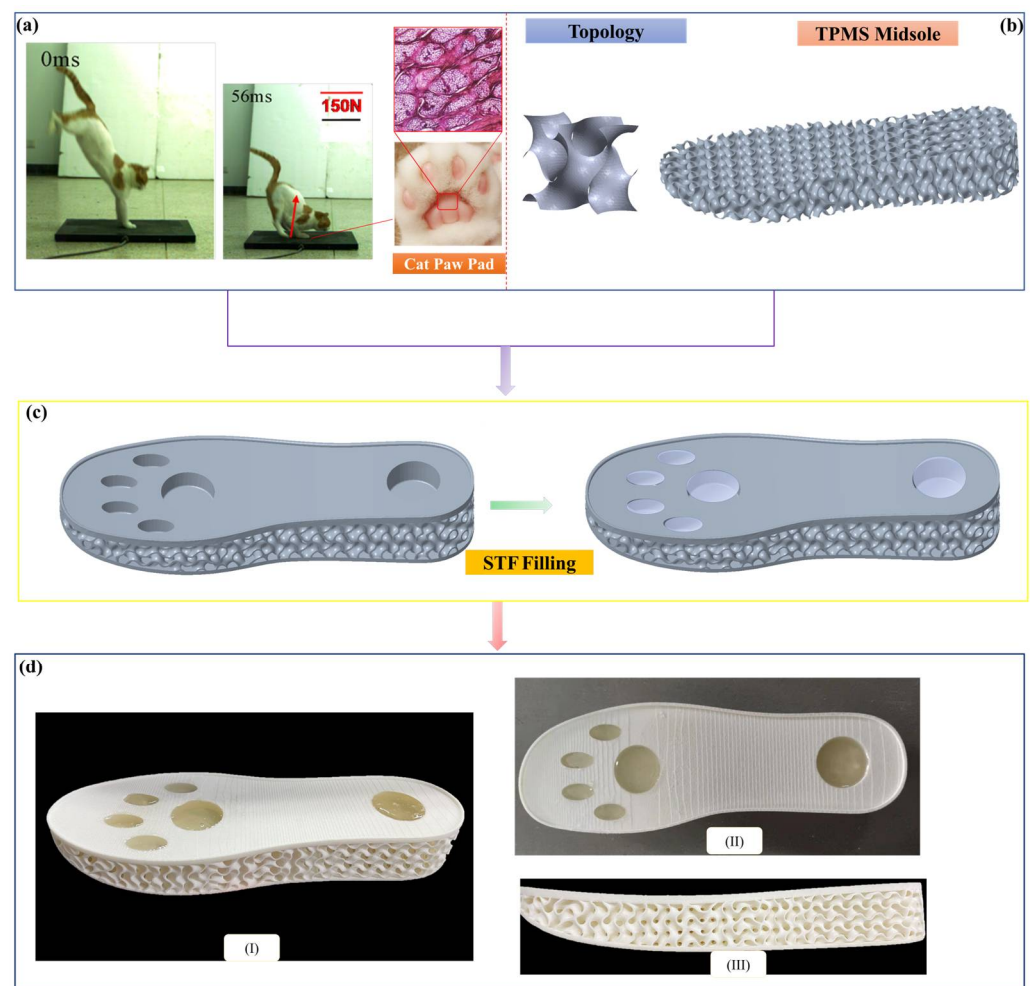 (a)
0ms
56ms
150N
Cat Paw Pad
Topology
TPMS Midsole
(b)
(c)
STF Filling
(d)
(I)
(II)
(III)